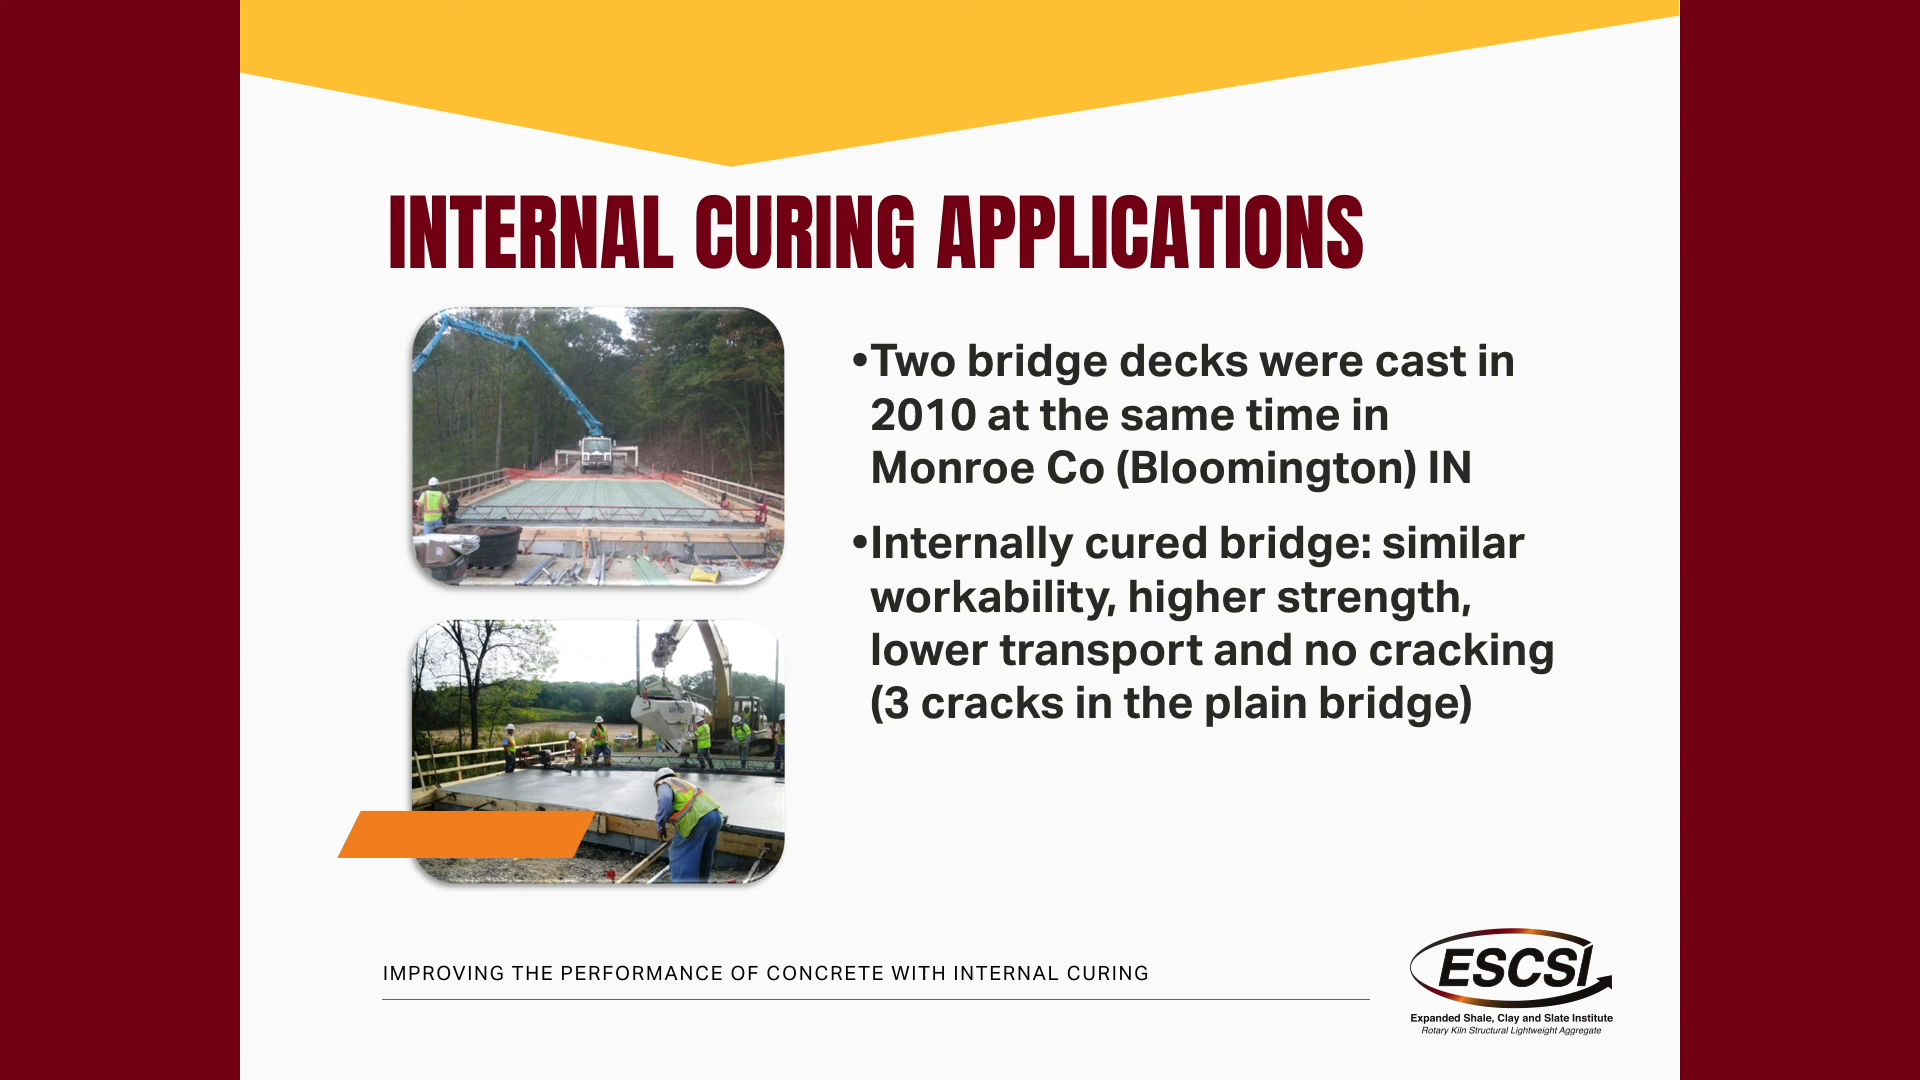 INTERNAL CURING APPLICATIONS
•Two bridge decks were cast in
2010 at the same time in
Monroe Co (Bloomington) IN
•Internally cured bridge: similar
workability, higher strength,
lower transport and no cracking
(3 cracks in the plain bridge)
IMPROVING THE PERFORMANCE OF CONCRETE WITH INTERNAL CURING
ESCSI
Expanded Shale, Clay and Slate Institute
Rotary Kiln Structural Lightweight Aggregate